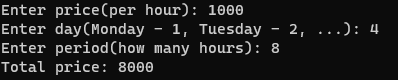 Enter price(per hour): 1000
Enter day(Monday - 1, Tuesday - 2, ...): 4
Enter period(how many hours): 8
Total price: 8000